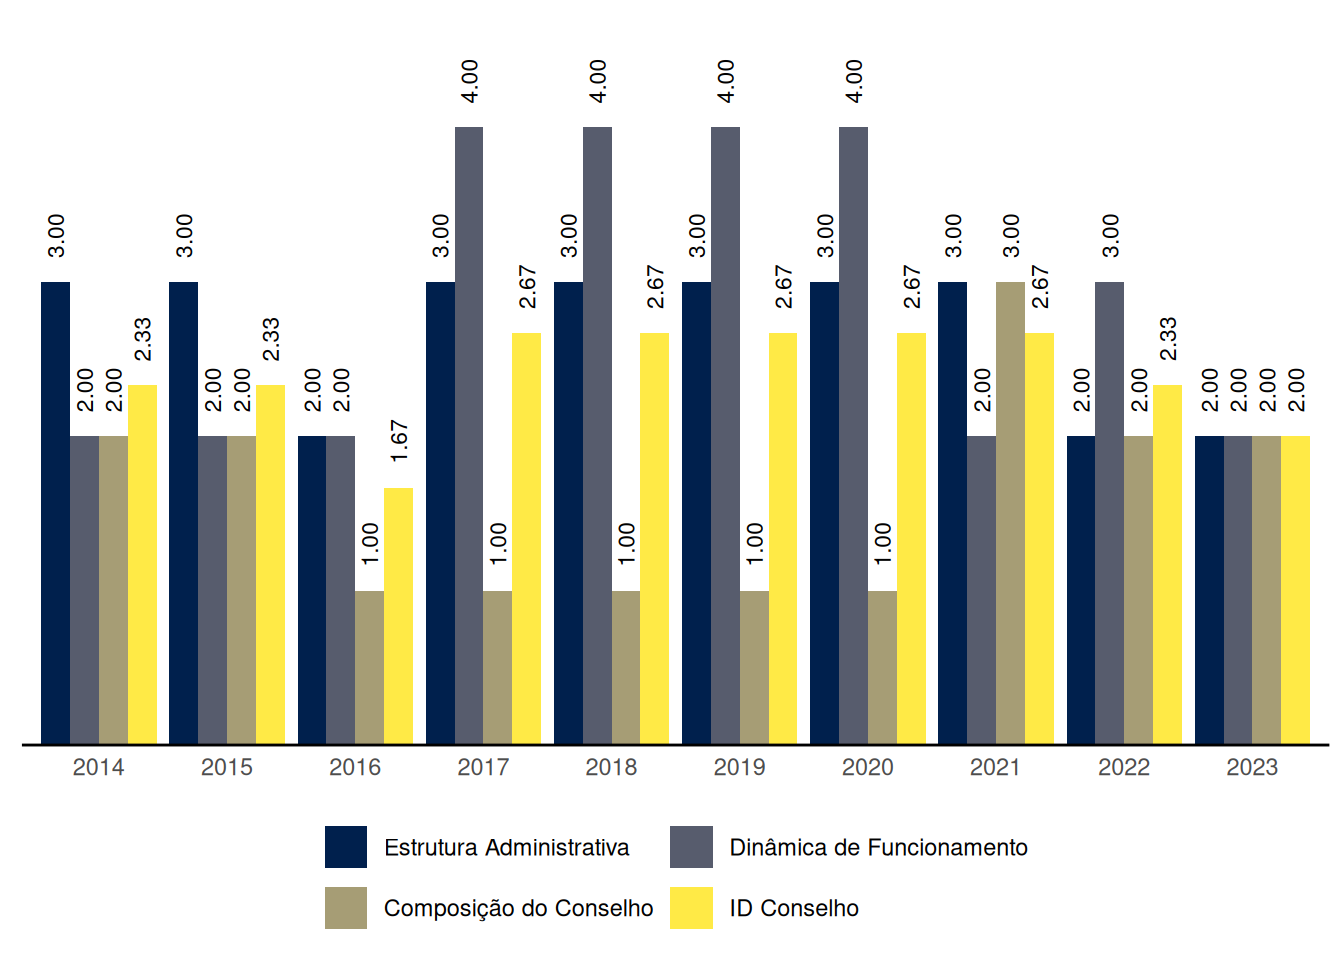 4.00 4.00 4.00 4.00
3.00 3.00 3.00 3.00 3.00 3.00 3.00 3.00 3.00
2.67 2.67 2.67 2.67 2.67
2.33 2.33 2.33
2.00 2.00 2.00 2.00 2.00 2.00 2.00 2.00 2.00 2.00 2.00 2.00 2.00
1.67
1.00 1.00 1.00 1.00 1.00
2014 2015 2016 2017 2018 2019 2020 2021 2022 2023
Estrutura Administrativa Dinâmica de Funcionamento
Composição do Conselho ID Conselho